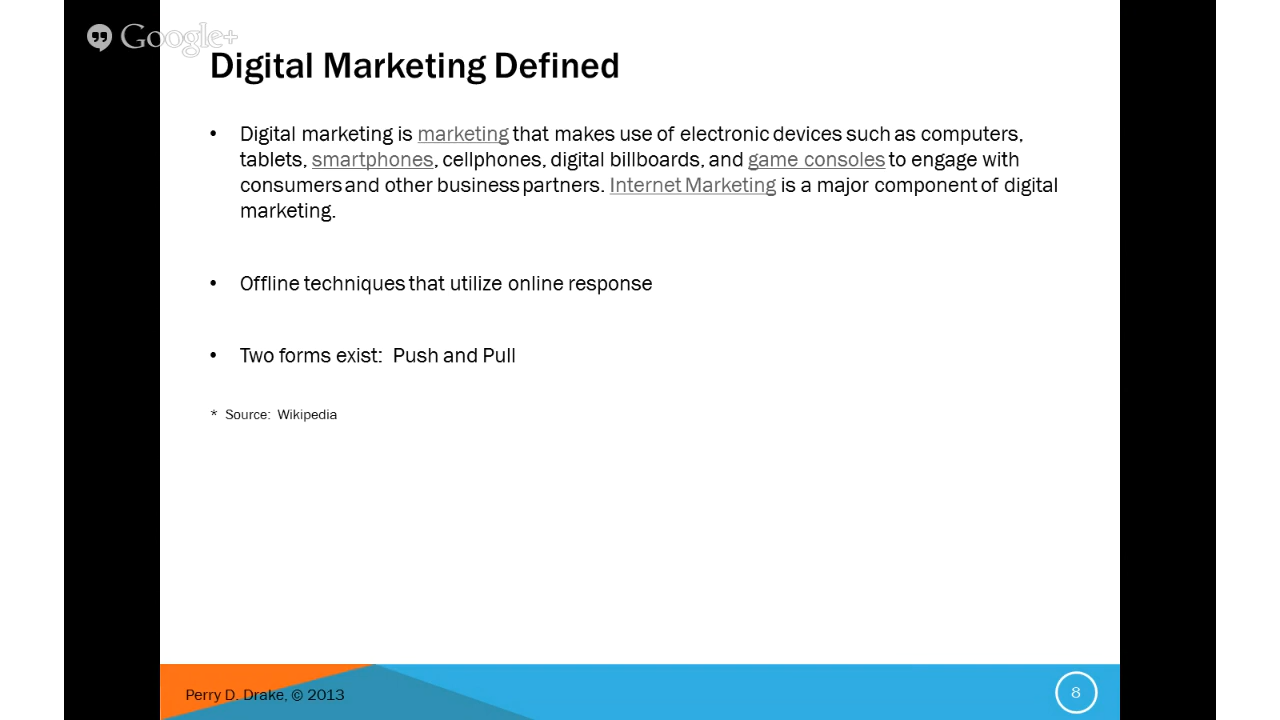 Google+
Digital Marketing Defined
• Digital marketing is marketing that makes use of electronic devices such as computers,
tablets, smartphones, cellphones, digital billboards, and game consoles to engage with
consumers and other business partners. Internet Marketing is a major component of digital
marketing.
• Offline techniques that utilize online response
• Two forms exist:  Push and Pull
* Source:  Wikipedia
Perry D. Drake, © 2013
8